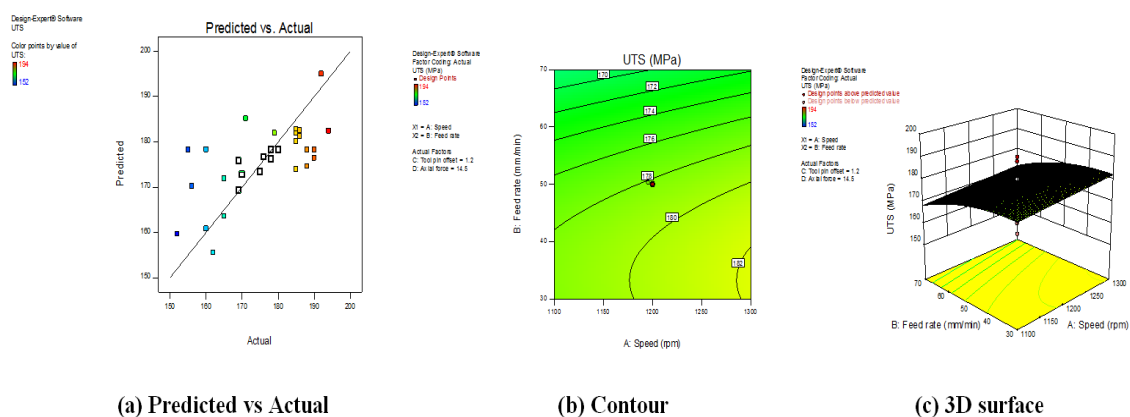 Design-Expert® Software
UTS
Color points by value of
UTS:
194
152
Predicted vs. Actual
Predicted
200
190
180
170
160
150
150 160 170 180 190 200
Actual
Design-Expert® Software
Factor Coding: Actual
UTS (MPa)
Design Points
194
152
X1 = A: Speed
X2 = B: Feed rate
Actual Factors
C: Tool pin offset = 1.2
D: Axial force = 14.5
UTS (MPa)
B: Feed rate (mm/min)
70
60
50
40
30
170
172
174
176
178
180
182
1100 1150 1200 1250 1300
A: Speed (rpm)
Design-Expert® Software
Factor Coding: Actual
UTS (MPa)
Design points above predicted value
Design points below predicted value
194
152
X1 = A: Speed
X2 = B: Feed rate
Actual Factors
C: Tool pin offset = 1.2
D: Axial force = 14.5
UTS (MPa)
200
190
180
170
160
150
70
60
50
40
30
B: Feed rate (mm/min)
1100
1150
1200
1250
1300
A: Speed (rpm)
(a) Predicted vs Actual
(b) Contour
(c) 3D surface